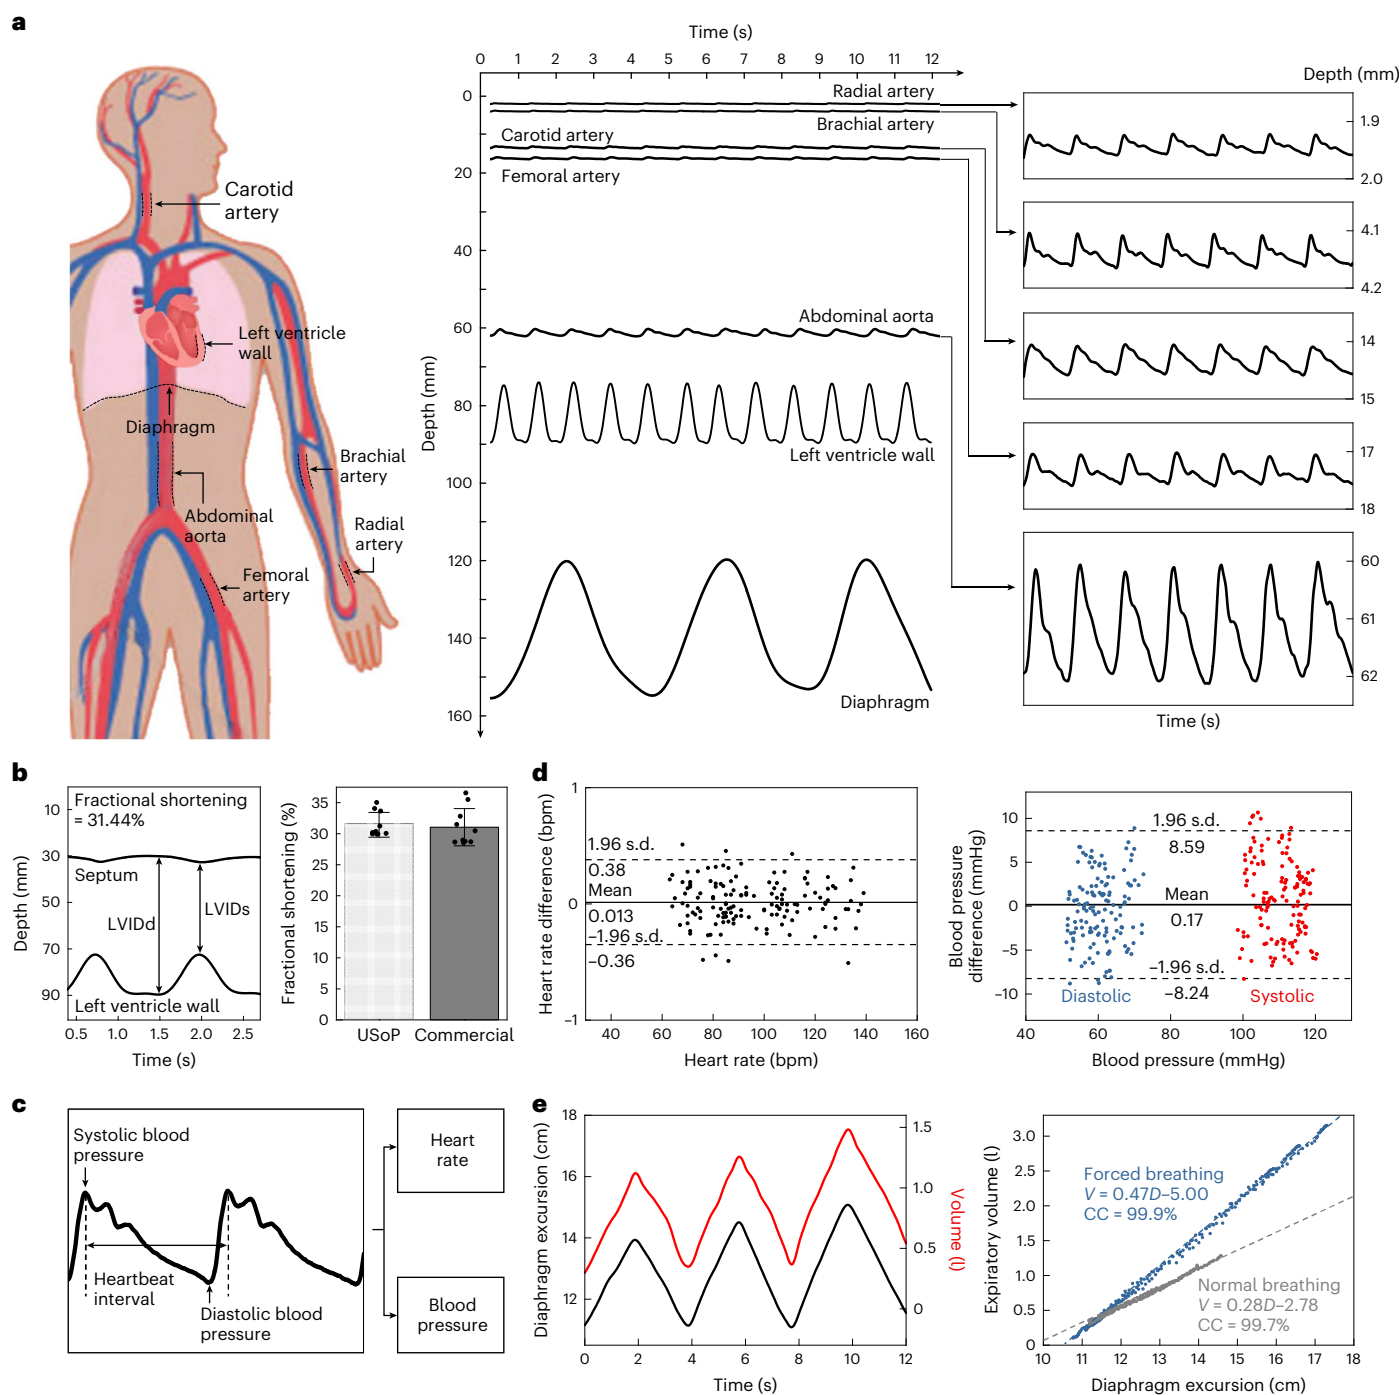 a
Time (s)
0 1 2 3 4 5 6 7 8 9 10 11 12
Depth (mm)
0
20
40
60
80
100
120
140
160
Radial artery
Brachial artery
Carotid artery
Femoral artery
Abdominal aorta
Left ventricle wall
Diaphragm
Carotid
artery
Left ventricle
wall
Diaphragm
Brachial
artery
Abdominal
aorta
Radial
artery
Femoral
artery
Depth (mm)
1.9
2.0
4.1
4.2
14
15
17
18
60
61
62
Time (s)
b
Depth (mm)
10
30
50
70
90
Fractional shortening
= 31.44%
Septum
LVIDd
LVIDs
Left ventricle wall
0.5 1.0 1.5 2.0 2.5
Time (s)
Fractional shortening (%)
35
30
25
20
15
10
5
0
USoP Commercial
d
Heart rate difference (bpm)
1
0
–1
1.96 s.d.
0.38
Mean
0.013
–1.96 s.d.
–0.36
40 60 80 100 120 140 160
Heart rate (bpm)
Blood pressure
difference (mmHg)
10
5
0
–5
–10
1.96 s.d.
8.59
Mean
0.17
–1.96 s.d.
–8.24
Diastolic
Systolic
40 60 80 100 120
Blood pressure (mmHg)
c
Systolic blood
pressure
Heartbeat
interval
Diastolic blood
pressure
Heart
rate
Blood
pressure
e
Diaphragm excursion (cm)
18
16
14
12
1.5
1.0
0.5
0
Volume (l)
0 2 4 6 8 10 12
Time (s)
Expiratory volume (l)
3.0
2.5
2.0
1.5
1.0
0.5
0
Forced breathing
V = 0.47D–5.00
CC = 99.9%
Normal breathing
V = 0.28D–2.78
CC = 99.7%
10 11 12 13 14 15 16 17 18
Diaphragm excursion (cm)